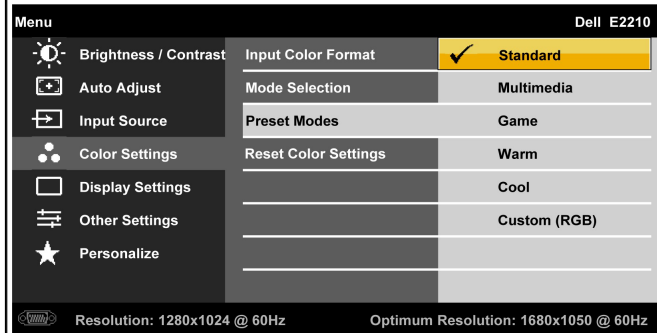 Menu Dell E2210
Brightness / Contrast Input Color Format Standard
Auto Adjust Mode Selection Multimedia
Input Source Preset Modes Game
Color Settings Reset Color Settings Warm
Display Settings Cool
Other Settings Custom (RGB)
Personalize
Resolution: 1280x1024 @ 60Hz Optimum Resolution: 1680x1050 @ 60Hz